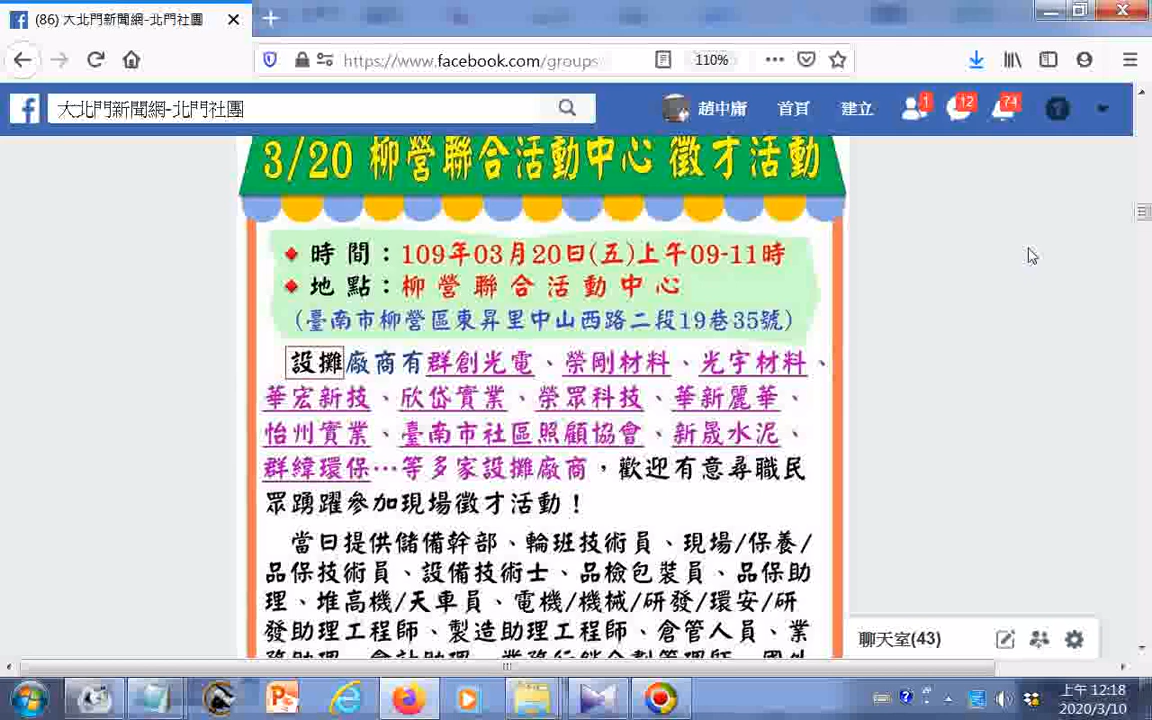 (86) 大北門新聞網-北門社團
https://www.facebook.com/groups
110%
大北門新聞網-北門社團
趙中庸
首頁
建立
1
12
74
3/20 柳營聯合活動中心 徵才活動
時間：109年03月20日(五)上午09-11時
地點：柳營聯合活動中心
(臺南市柳營區東昇里中山西路二段19巷35號)
設攤廠商有群創光電、榮剛材料、光宇材料、
華宏新技、欣岱實業、榮眾科技、華新麗華、
怡州實業、臺南市社區照顧協會、新晟水泥、
群緯環保…等多家設攤廠商，歡迎有意尋職民
眾踴躍參加現場徵才活動！
當日提供儲備幹部、輪班技術員、現場/保養/
品保技術員、設備技術士、品檢包裝員、品保助
理、堆高機/天車員、電機/機械/研發/環安/研
發助理工程師、製造助理工程師、倉管人員、業
聊天室(43)
上午 12:18
2020/3/10